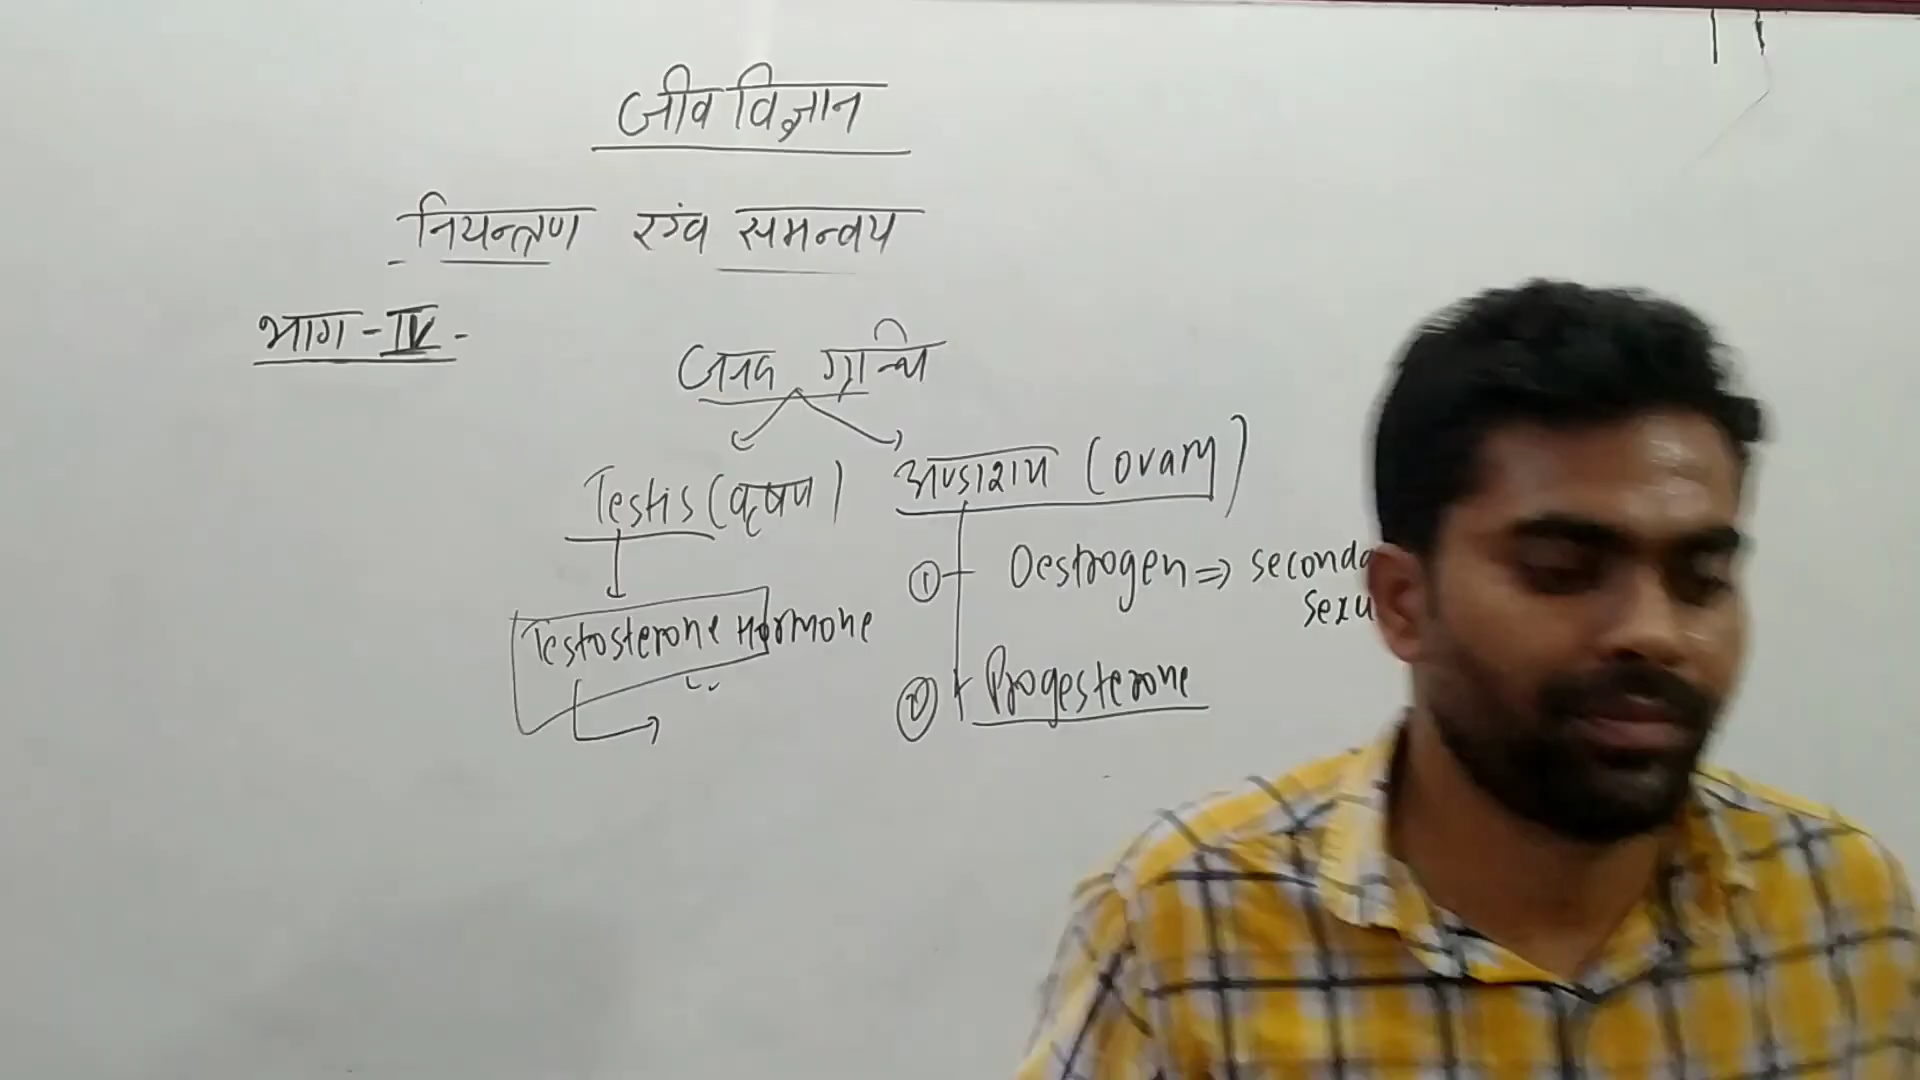 जीव विज्ञान
नियन्त्रण एंव समन्वय
भाग-IV-
जनद ग्रन्थि
Testis (वृषण)
अण्डाशय (ovary)
Testosterone Hormone
① Oestrogen ⇒ seconda
sexu
② Progesterone